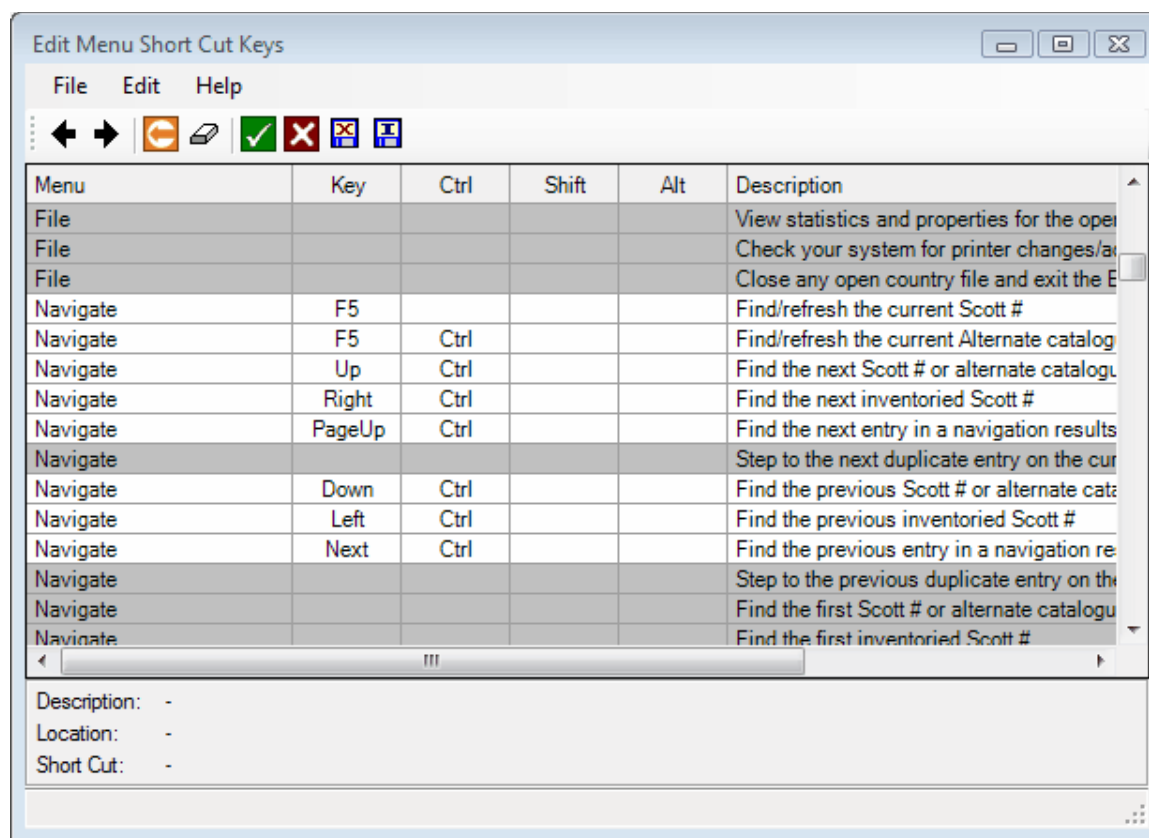 Edit Menu Short Cut Keys
File Edit Help
Menu Key Ctrl Shift Alt Description
File View statistics and properties for the open
File Check your system for printer changes/a
File Close any open country file and exit the E
Navigate F5 Find/refresh the current Scott #
Navigate F5 Ctrl Find/refresh the current Alternate catalog
Navigate Up Ctrl Find the next Scott # or alternate catalogu
Navigate Right Ctrl Find the next inventoried Scott #
Navigate PageUp Ctrl Find the next entry in a navigation results
Navigate Step to the next duplicate entry on the cur
Navigate Down Ctrl Find the previous Scott # or alternate cata
Navigate Left Ctrl Find the previous inventoried Scott #
Navigate Next Ctrl Find the previous entry in a navigation re
Navigate Step to the previous duplicate entry on the
Navigate Find the first Scott # or alternate catalogu
Navigate Find the first inventoried Scott #
Description: -
Location: -
Short Cut: -